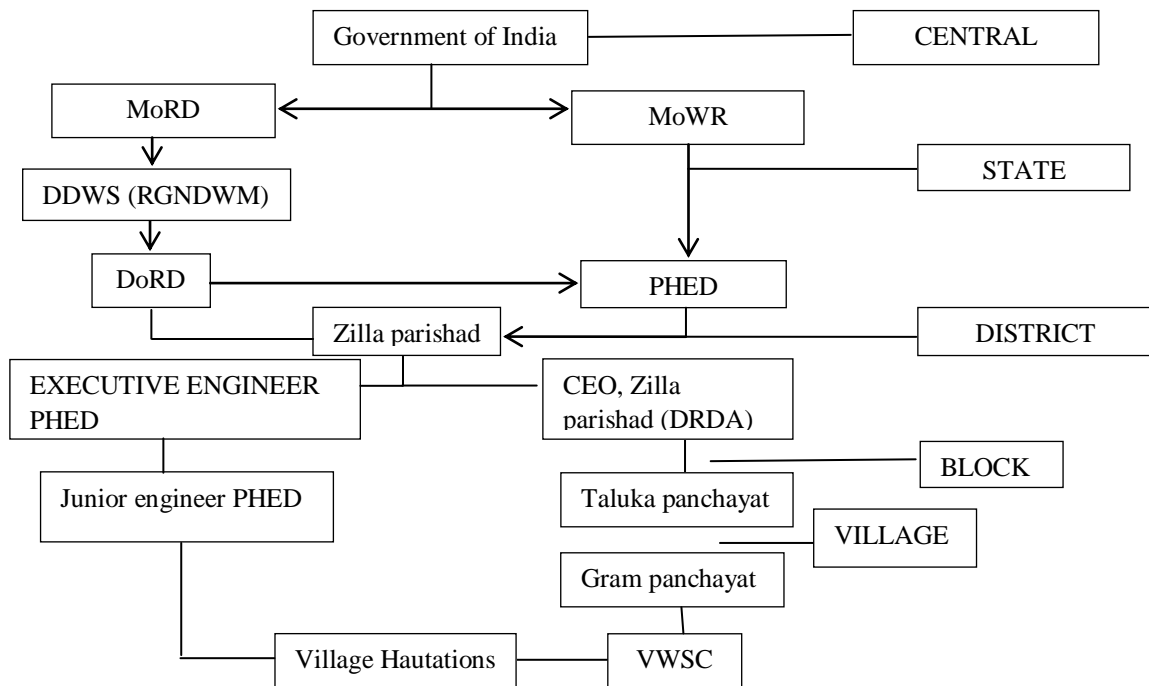 Government of India
CENTRAL
MoRD
MoWR
STATE
DDWS (RGNDWM)
DoRD
PHED
Zilla parishad
DISTRICT
EXECUTIVE ENGINEER
PHED
CEO, Zilla
parishad (DRDA)
BLOCK
Junior engineer PHED
Taluka panchayat
VILLAGE
Gram panchayat
Village Hautations
VWSC